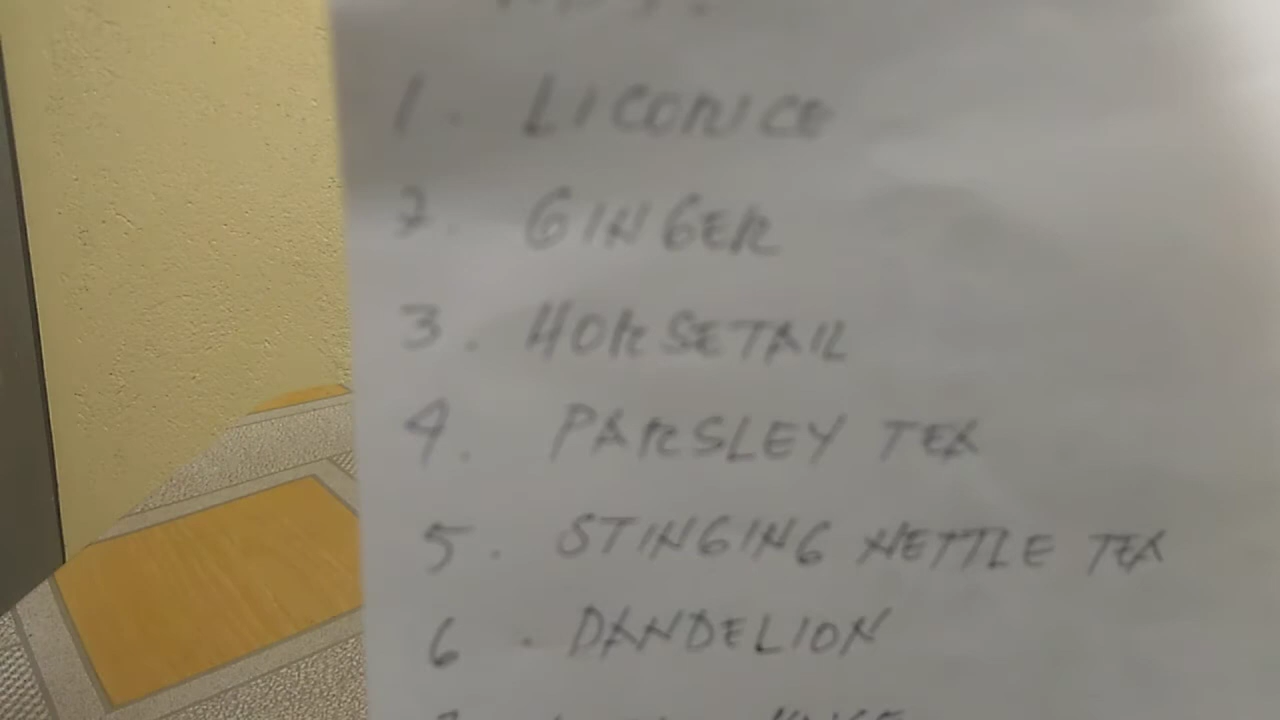 1. LICORICE
2. GINGER
3. HORSETAIL
4. PARSLEY TEA
5. STINGING NETTLE TEA
6. DANDELION